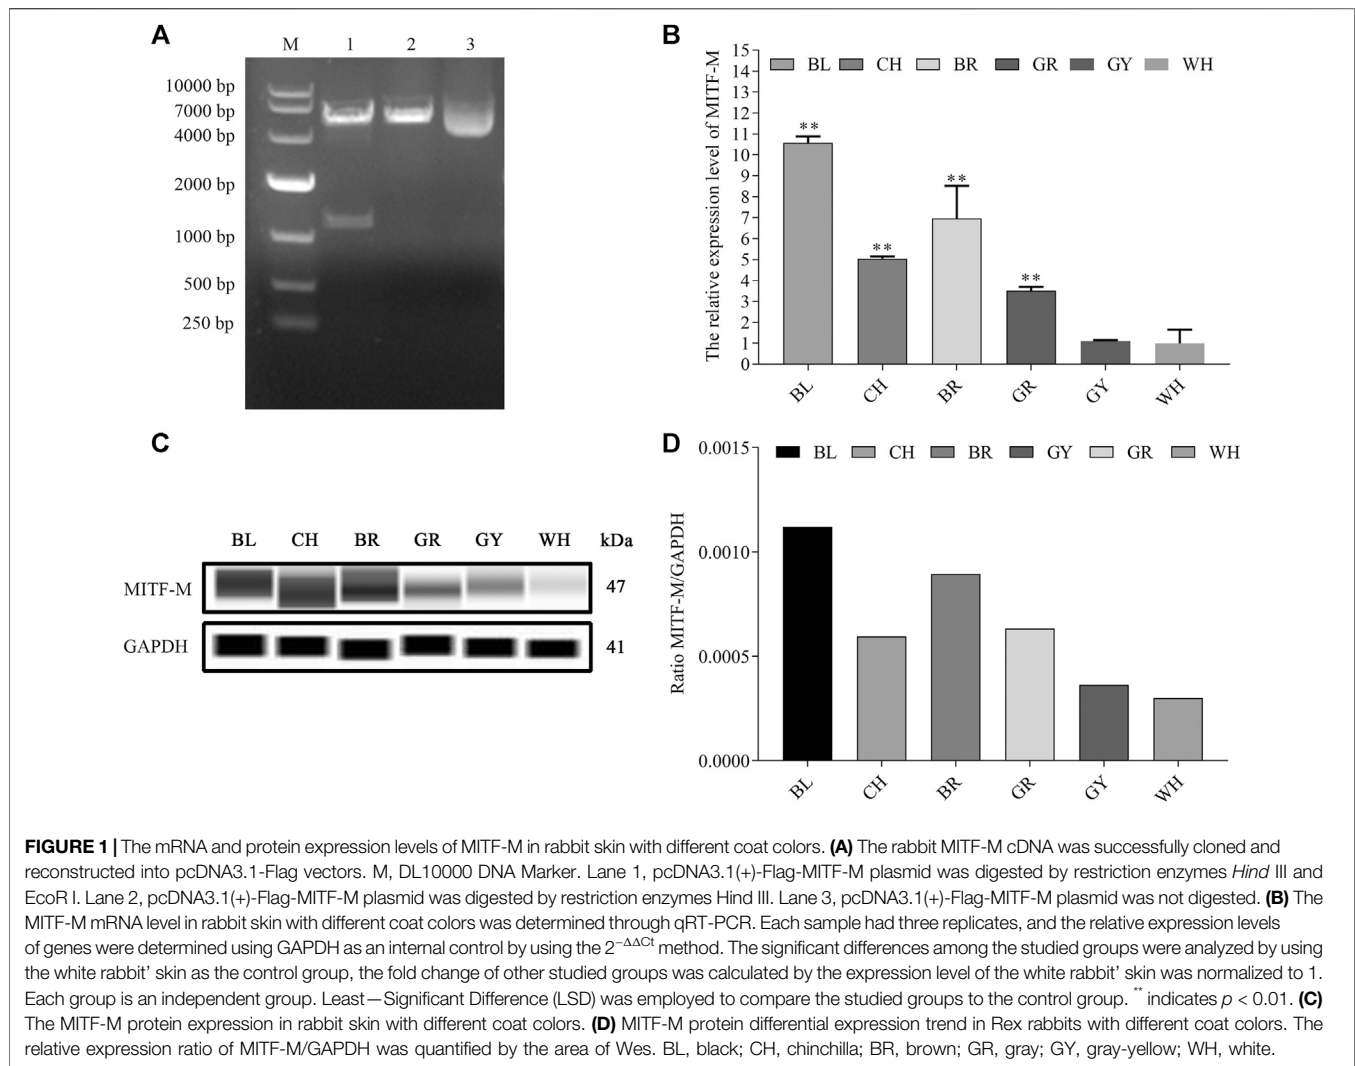 A
M 1 2 3
10000 bp
7000 bp
4000 bp
2000 bp
1000 bp
500 bp
250 bp
B
The relative expression level of MITF-M
15
14
13
12
11
10
9
8
7
6
5
4
3
2
1
0
BL CH BR GR GY WH
**
**
**
**
BL CH BR GR GY WH
C
BL CH BR GR GY WH kDa
MITF-M 47
GAPDH 41
D
Ratio MITF-M/GAPDH
0.0015
0.0010
0.0005
0.0000
BL CH BR GY GR WH
BL CH BR GR GY WH
FIGURE 1 | The mRNA and protein expression levels of MITF-M in rabbit skin with different coat colors. (A) The rabbit MITF-M cDNA was successfully cloned and
reconstructed into pcDNA3.1-Flag vectors. M, DL10000 DNA Marker. Lane 1, pcDNA3.1(+)-Flag-MITF-M plasmid was digested by restriction enzymes Hind III and
EcoR I. Lane 2, pcDNA3.1(+)-Flag-MITF-M plasmid was digested by restriction enzymes Hind III. Lane 3, pcDNA3.1(+)-Flag-MITF-M plasmid was not digested. (B) The
MITF-M mRNA level in rabbit skin with different coat colors was determined through qRT-PCR. Each sample had three replicates, and the relative expression levels
of genes were determined using GAPDH as an internal control by using the 2−ΔΔCt method. The significant differences among the studied groups were analyzed by using
the white rabbit' skin as the control group, the fold change of other studied groups was calculated by the expression level of the white rabbit' skin was normalized to 1.
Each group is an independent group. Least—Significant Difference (LSD) was employed to compare the studied groups to the control group. ** indicates p < 0.01. (C)
The MITF-M protein expression in rabbit skin with different coat colors. (D) MITF-M protein differential expression trend in Rex rabbits with different coat colors. The
relative expression ratio of MITF-M/GAPDH was quantified by the area of Wes. BL, black; CH, chinchilla; BR, brown; GR, gray; GY, gray-yellow; WH, white.